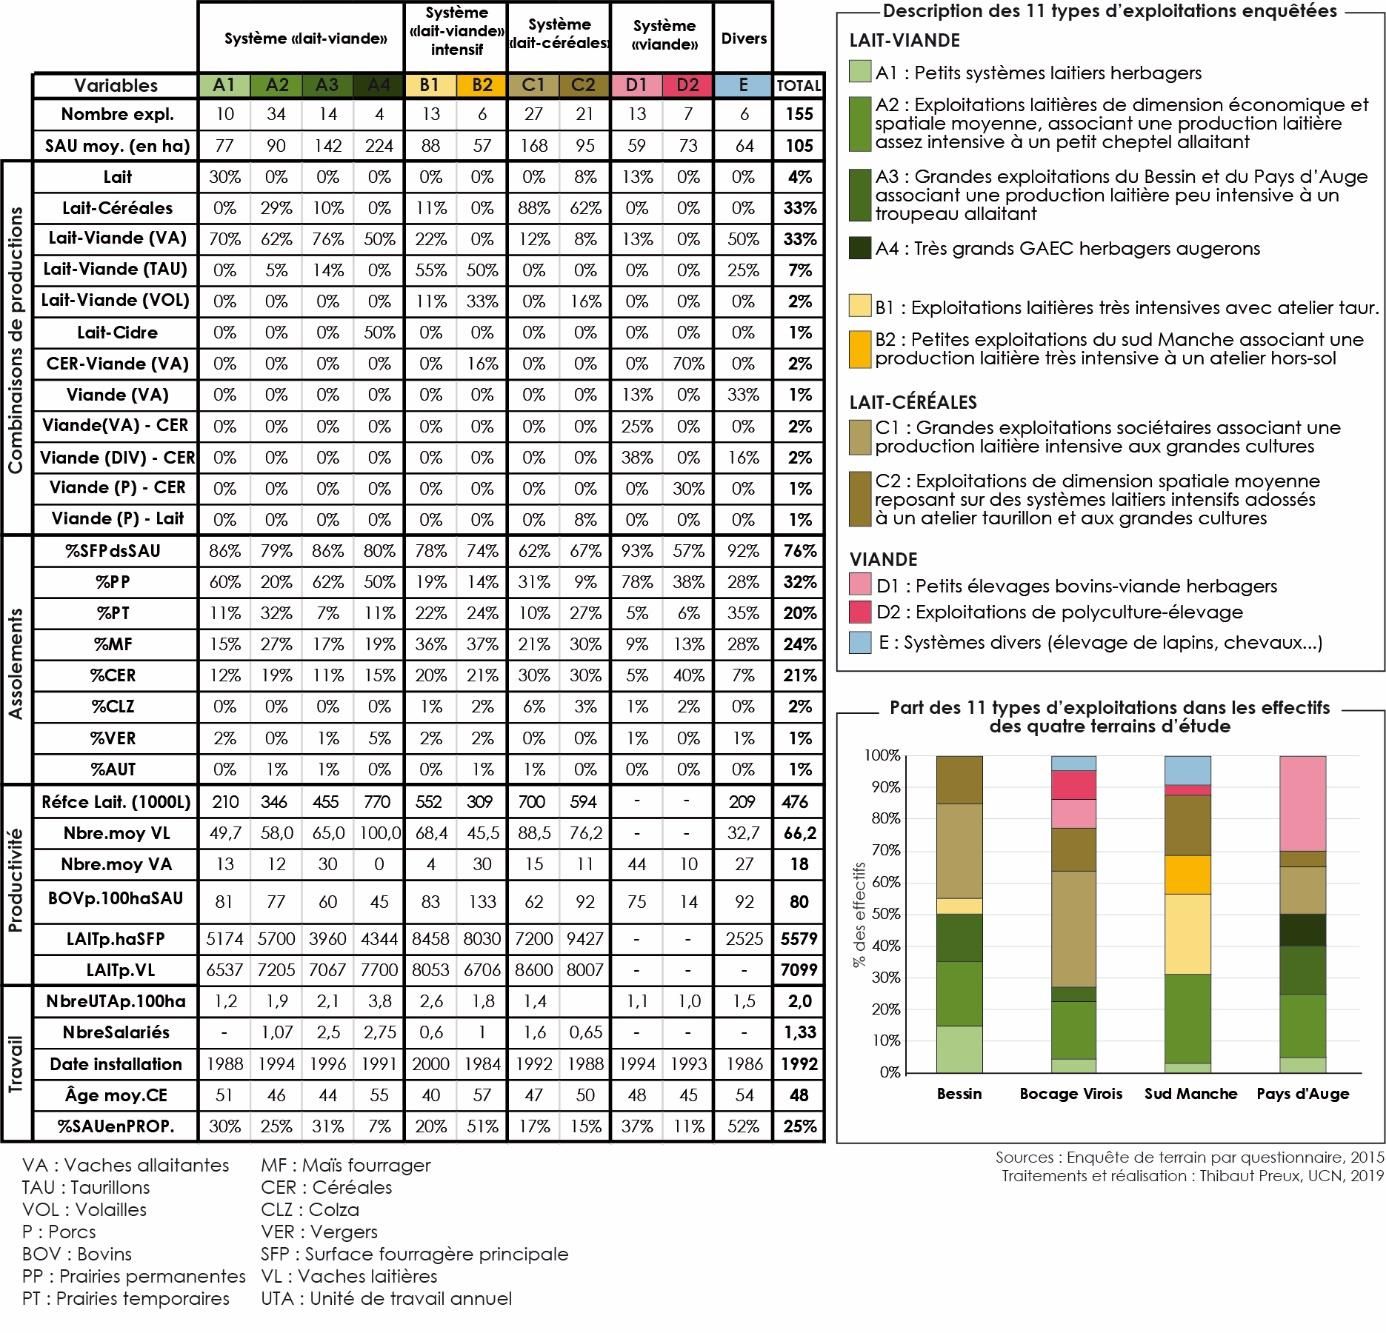 Système «lait-viande»
Système «lait-viande» intensif
Système «lait-céréales»
Système «viande»
Divers
Variables A1 A2 A3 A4 B1 B2 C1 C2 D1 D2 E TOTAL
Nombre expl. 10 34 14 4 13 6 27 21 13 7 6 155
SAU moy. (en ha) 77 90 142 224 88 57 168 95 59 73 64 105
Combinaisons de productions
Lait 30% 0% 0% 0% 0% 0% 0% 8% 13% 0% 0% 4%
Lait-Céréales 0% 29% 10% 0% 11% 0% 88% 62% 0% 0% 0% 33%
Lait-Viande (VA) 70% 62% 76% 50% 22% 0% 12% 8% 13% 0% 50% 33%
Lait-Viande (TAU) 0% 5% 14% 0% 55% 50% 0% 0% 0% 0% 25% 7%
Lait-Viande (VOL) 0% 0% 0% 0% 11% 33% 0% 16% 0% 0% 0% 2%
Lait-Cidre 0% 0% 0% 50% 0% 0% 0% 0% 0% 0% 0% 1%
CER-Viande (VA) 0% 0% 0% 0% 0% 16% 0% 0% 0% 70% 0% 2%
Viande (VA) 0% 0% 0% 0% 0% 0% 0% 0% 13% 0% 33% 1%
Viande(VA) - CER 0% 0% 0% 0% 0% 0% 0% 0% 25% 0% 0% 2%
Viande (DIV) - CER 0% 0% 0% 0% 0% 0% 0% 0% 38% 0% 16% 2%
Viande (P) - CER 0% 0% 0% 0% 0% 0% 0% 0% 0% 30% 0% 1%
Viande (P) - Lait 0% 0% 0% 0% 0% 0% 0% 8% 0% 0% 0% 1%
Assolements
%SFPdsSAU 86% 79% 86% 80% 78% 74% 62% 67% 93% 57% 92% 76%
%PP 60% 20% 62% 50% 19% 14% 31% 9% 78% 38% 28% 32%
%PT 11% 32% 7% 11% 22% 24% 10% 27% 5% 6% 35% 20%
%MF 15% 27% 17% 19% 36% 37% 21% 30% 9% 13% 28% 24%
%CER 12% 19% 11% 15% 20% 21% 30% 30% 5% 40% 7% 21%
%CLZ 0% 0% 0% 0% 1% 2% 6% 3% 1% 2% 0% 2%
%VER 2% 0% 1% 5% 2% 2% 0% 0% 1% 0% 1% 1%
%AUT 0% 1% 1% 0% 0% 1% 1% 0% 0% 0% 0% 1%
Productivité
Réfce Lait. (1000L) 210 346 455 770 552 309 700 594 - - 209 476
Nbre.moy VL 49,7 58,0 65,0 100,0 68,4 45,5 88,5 76,2 - - 32,7 66,2
Nbre.moy VA 13 12 30 0 4 30 15 11 44 10 27 18
BOVp.100haSAU 81 77 60 45 83 133 62 92 75 14 92 80
LAITp.haSFP 5174 5700 3960 4344 8458 8030 7200 9427 - - 2525 5579
LAITp.VL 6537 7205 7067 7700 8053 6706 8600 8007 - - - 7099
Travail
NbreUTAp.100ha 1,2 1,9 2,1 3,8 2,6 1,8 1,4 1,1 1,0 1,5 2,0
NbreSalariés - 1,07 2,5 2,75 0,6 1 1,6 0,65 - - - 1,33
Date installation 1988 1994 1996 1991 2000 1984 1992 1988 1994 1993 1986 1992
Âge moy.CE 51 46 44 55 40 57 47 50 48 45 54 48
%SAUenPROP. 30% 25% 31% 7% 20% 51% 17% 15% 37% 11% 52% 25%
VA : Vaches allaitantes
TAU : Taurillons
VOL : Volailles
P : Porcs
BOV : Bovins
PP : Prairies permanentes
PT : Prairies temporaires
MF : Maïs fourrager
CER : Céréales
CLZ : Colza
VER : Vergers
SFP : Surface fourragère principale
VL : Vaches laitières
UTA : Unité de travail annuel
Description des 11 types d'exploitations enquêtées
LAIT-VIANDE
A1 : Petits systèmes laitiers herbagers
A2 : Exploitations laitières de dimension économique et
spatiale moyenne, associant une production laitière
assez intensive à un petit cheptel allaitant
A3 : Grandes exploitations du Bessin et du Pays d'Auge
associant une production laitière peu intensive à un
troupeau allaitant
A4 : Très grands GAEC herbagers augerons
B1 : Exploitations laitières très intensives avec atelier taur.
B2 : Petites exploitations du sud Manche associant une
production laitière très intensive à un atelier hors-sol
LAIT-CÉRÉALES
C1 : Grandes exploitations sociétaires associant une
production laitière intensive aux grandes cultures
C2 : Exploitations de dimension spatiale moyenne
reposant sur des systèmes laitiers intensifs adossés
à un atelier taurillon et aux grandes cultures
VIANDE
D1 : Petits élevages bovins-viande herbagers
D2 : Exploitations de polyculture-élevage
E : Systèmes divers (élevage de lapins, chevaux...)
Part des 11 types d'exploitations dans les effectifs
des quatre terrains d'étude
% des effectifs
100%
90%
80%
70%
60%
50%
40%
30%
20%
10%
0%
Bessin Bocage Virois Sud Manche Pays d'Auge
Sources : Enquête de terrain par questionnaire, 2015
Traitements et réalisation : Thibaut Preux, UCN, 2019